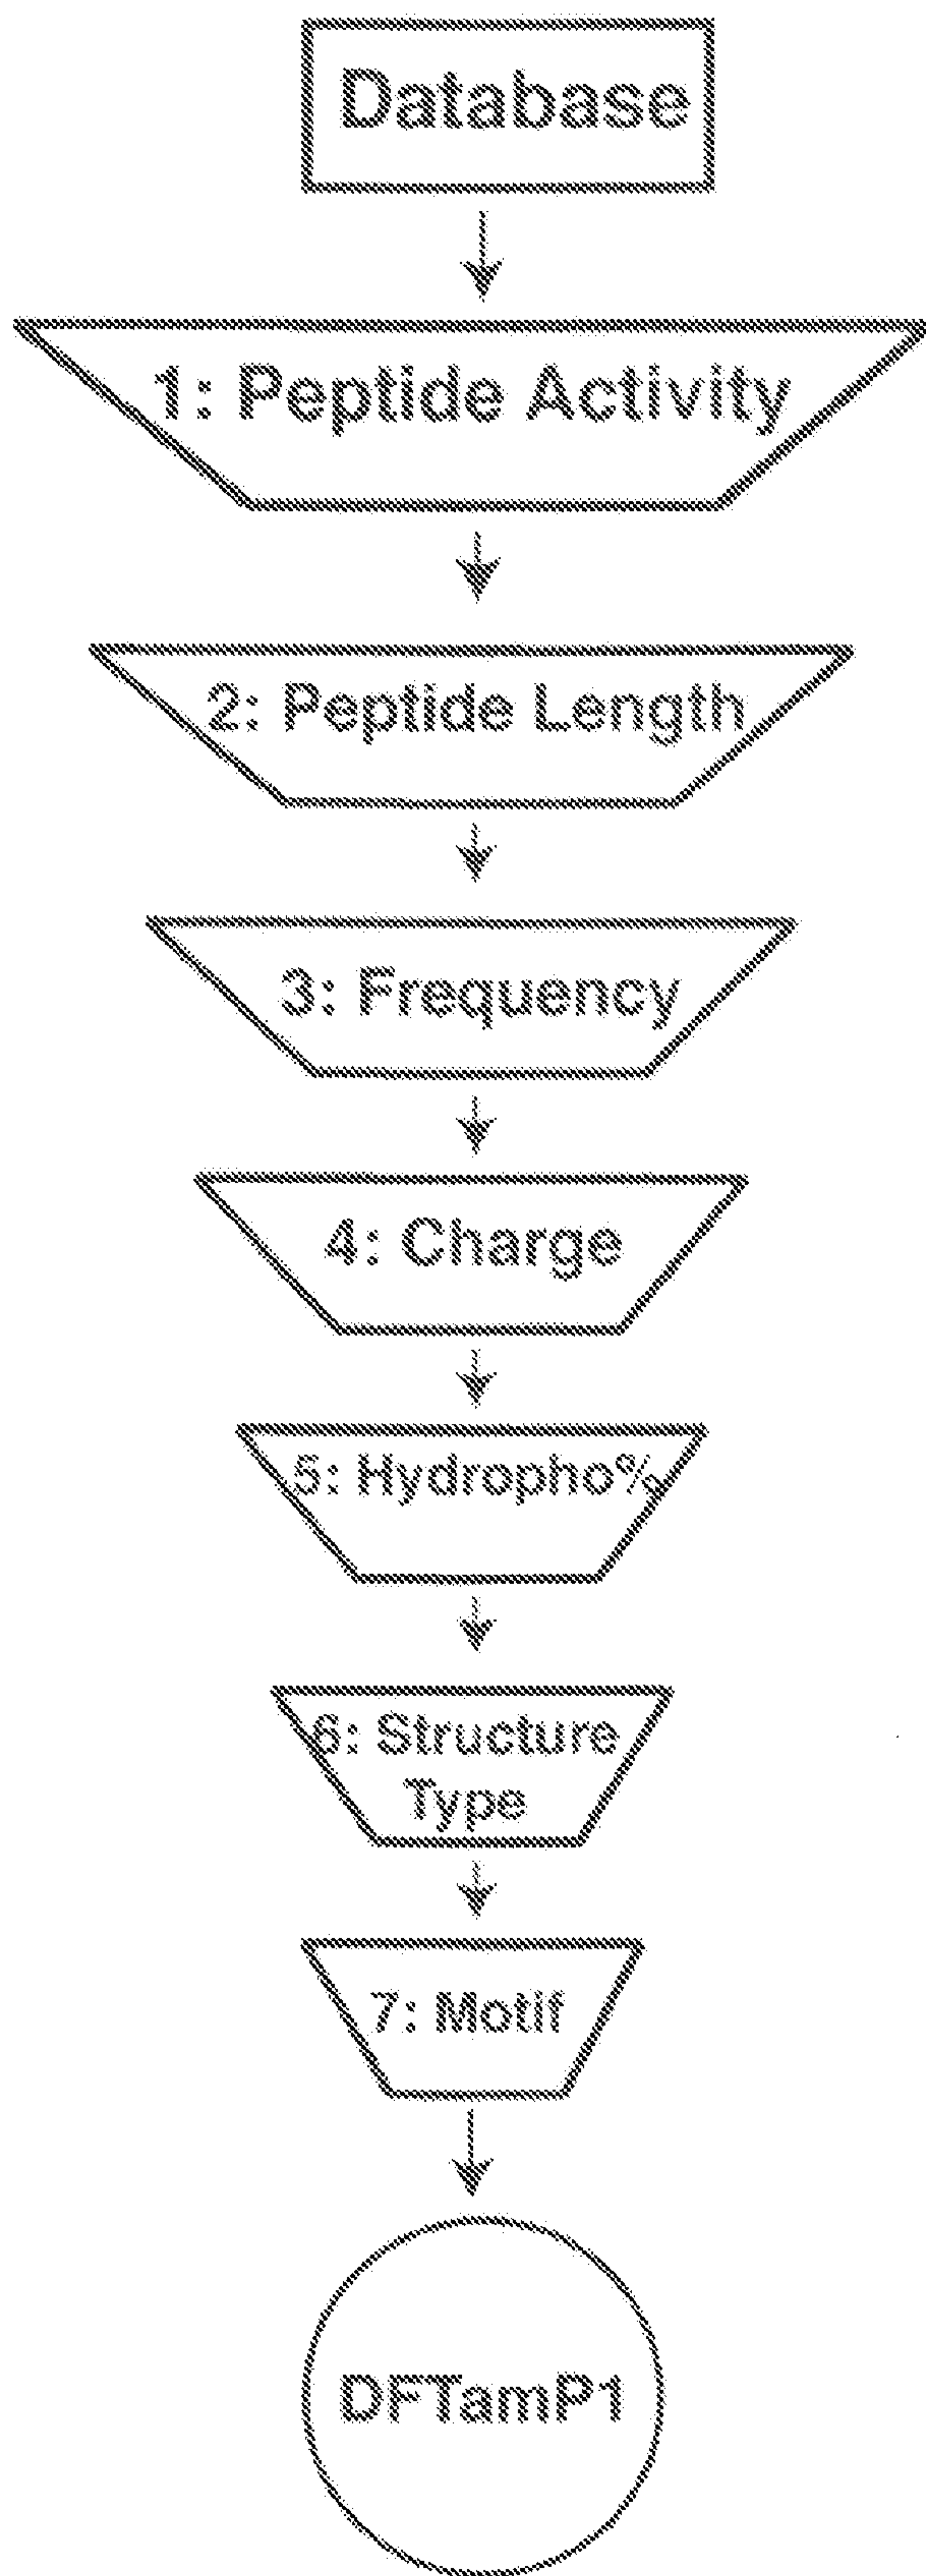 Database
1: Peptide Activity
2: Peptide Length
3: Frequency
4: Charge
5: Hydropho%
6: Structure
Type
7: Motif
DFTamP1